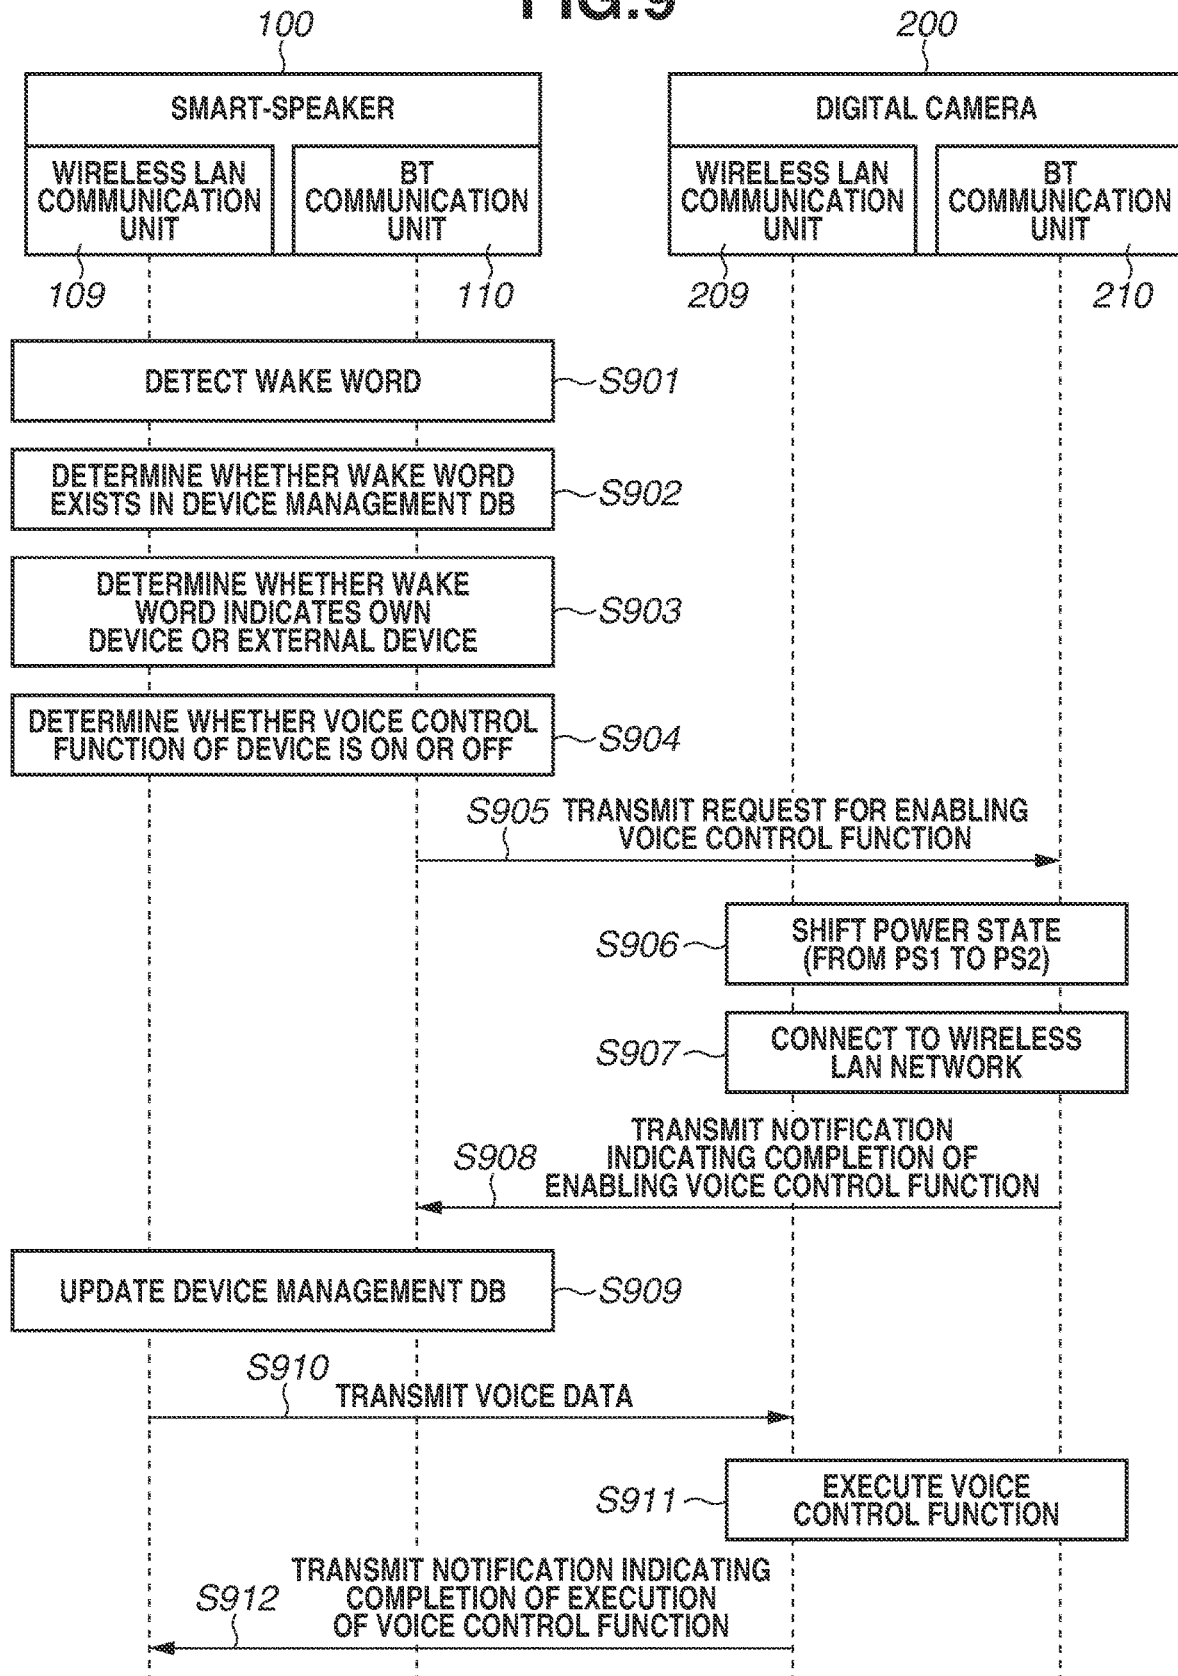 FIG.9
100
200
SMART-SPEAKER
DIGITAL CAMERA
WIRELESS LAN
COMMUNICATION
UNIT
BT
COMMUNICATION
UNIT
WIRELESS LAN
COMMUNICATION
UNIT
BT
COMMUNICATION
UNIT
109
110
209
210
DETECT WAKE WORD
S901
DETERMINE WHETHER WAKE WORD
EXISTS IN DEVICE MANAGEMENT DB
S902
DETERMINE WHETHER WAKE
WORD INDICATES OWN
DEVICE OR EXTERNAL DEVICE
S903
DETERMINE WHETHER VOICE CONTROL
FUNCTION OF DEVICE IS ON OR OFF
S904
S905
TRANSMIT REQUEST FOR ENABLING
VOICE CONTROL FUNCTION
S906
SHIFT POWER STATE
(FROM PS1 TO PS2)
S907
CONNECT TO WIRELESS
LAN NETWORK
S908
TRANSMIT NOTIFICATION
INDICATING COMPLETION OF
ENABLING VOICE CONTROL FUNCTION
UPDATE DEVICE MANAGEMENT DB
S909
S910
TRANSMIT VOICE DATA
S911
EXECUTE VOICE
CONTROL FUNCTION
S912
TRANSMIT NOTIFICATION INDICATING
COMPLETION OF EXECUTION
OF VOICE CONTROL FUNCTION